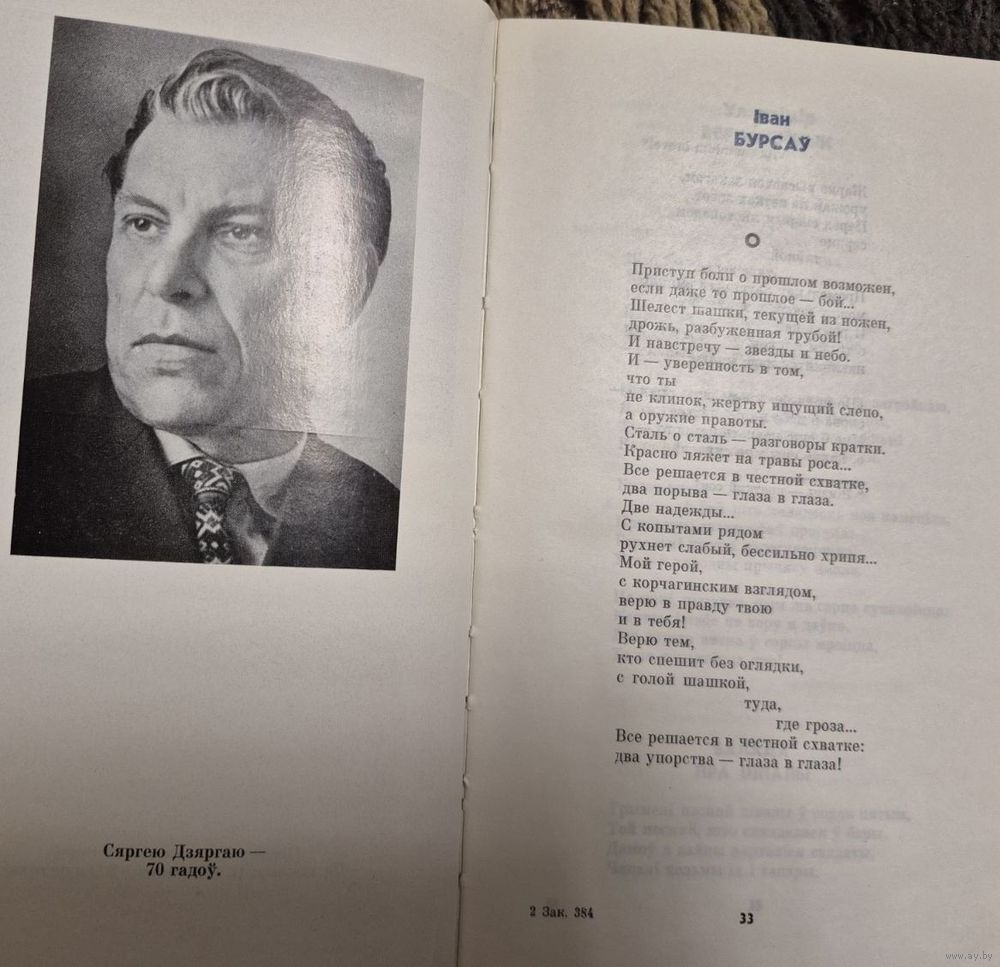 Сяргею Дзяргаю —
70 гадоў.
Іван
БУРСАЎ
Приступ боли о прошлом возможен,
если даже то прошлое — бой...
Шелест шашки, текущей из ножен,
дрожь, разбуженная трубой!
И навстречу — звезды и небо.
И — уверенность в том,
что ты
не клинок, жертву ищущий слепо,
а оружие правоты.
Сталь о сталь — разговоры кратки.
Красно ляжет на травы роса...
Все решается в честной схватке,
два порыва — глаза в глаза.
Две надежды...
С копытами рядом
рухнет слабый, бессильно хрипя...
Мой герой,
с корчагинским взглядом,
верю в правду твою
и в тебя!
Верю тем,
кто спешит без оглядки,
с голой шашкой,
туда,
где гроза...
Все решается в честной схватке:
два упорства — глаза в глаза!
2 Зак. 384
33
www.ay.by